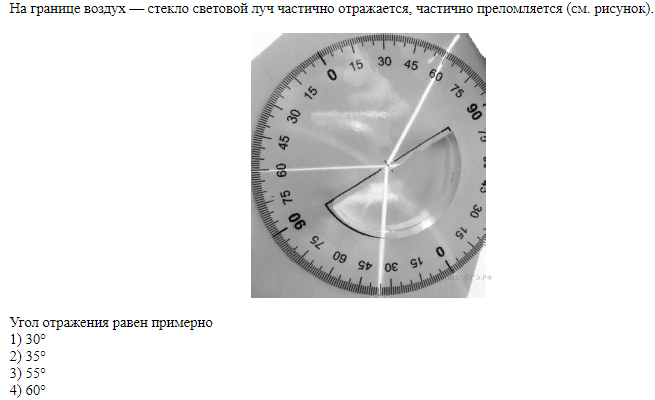 На границе воздух — стекло световой луч частично отражается, частично преломляется (см. рисунок).
15 30 45 60 75 90 75
0 15 30 45 60 75 90
75 60 45 30 15 0 15 30 45
Угол отражения равен примерно
1) 30°
2) 35°
3) 55°
4) 60°